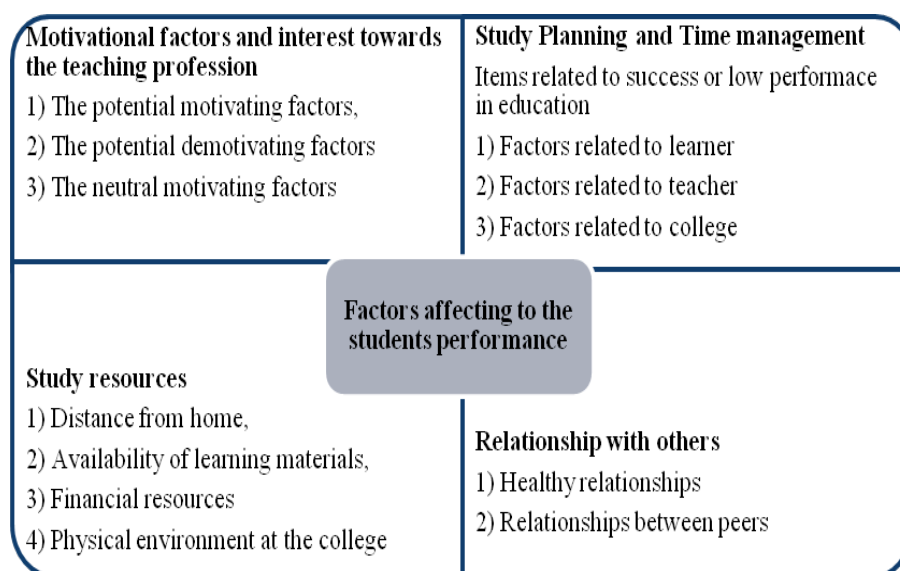 Motivational factors and interest towards
the teaching profession
1) The potential motivating factors,
2) The potential demotivating factors
3) The neutral motivating factors
Study Planning and Time management
Items related to success or low performace
in education
1) Factors related to learner
2) Factors related to teacher
3) Factors related to college
Factors affecting to the
students performance
Study resources
1) Distance from home,
2) Availability of learning materials,
3) Financial resources
4) Physical environment at the college
Relationship with others
1) Healthy relationships
2) Relationships between peers